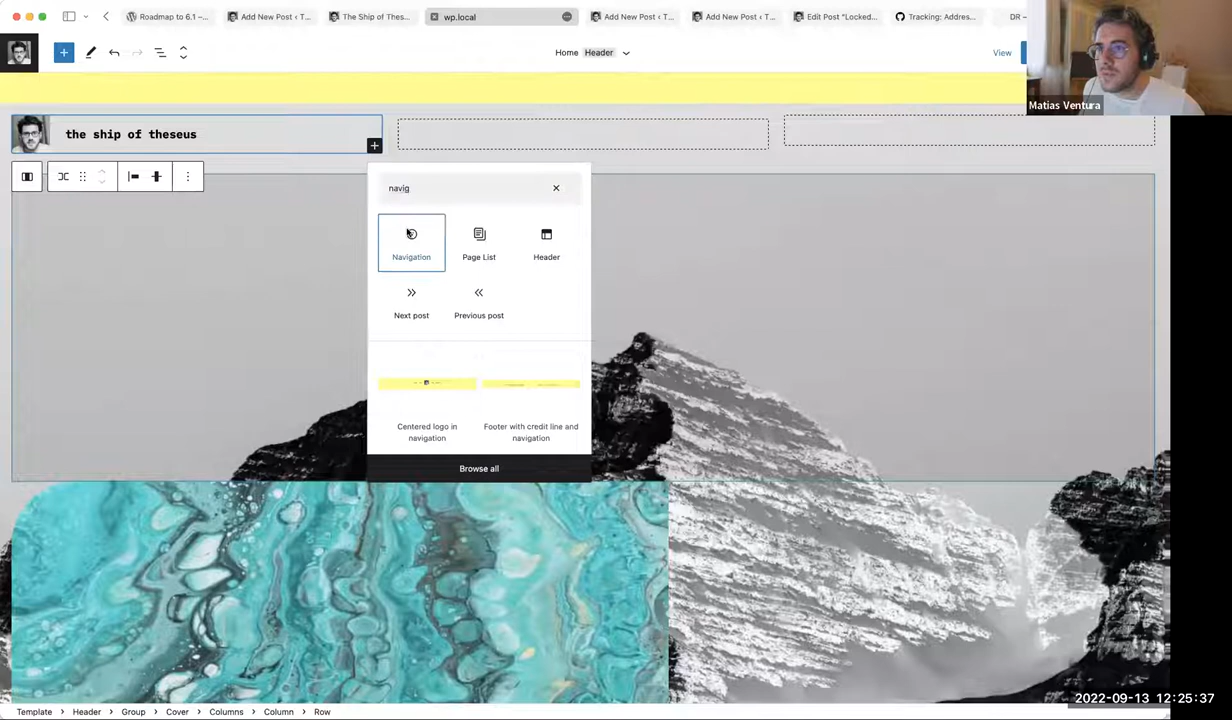 Roadmap to 6.1 —...
Add New Post ‹ T...
The Ship of Thes...
wp.local
Add New Post ‹ T...
Add New Post ‹ T...
Edit Post “Locked...
Tracking: Addres...
DR –
Home Header
View
Matias Ventura
the ship of theseus
navig
Navigation
Page List
Header
Next post
Previous post
Centered logo in
navigation
Footer with credit line and
navigation
Browse all
2022-09-13 12:25:37
Template > Header > Group > Cover > Columns > Column > Row